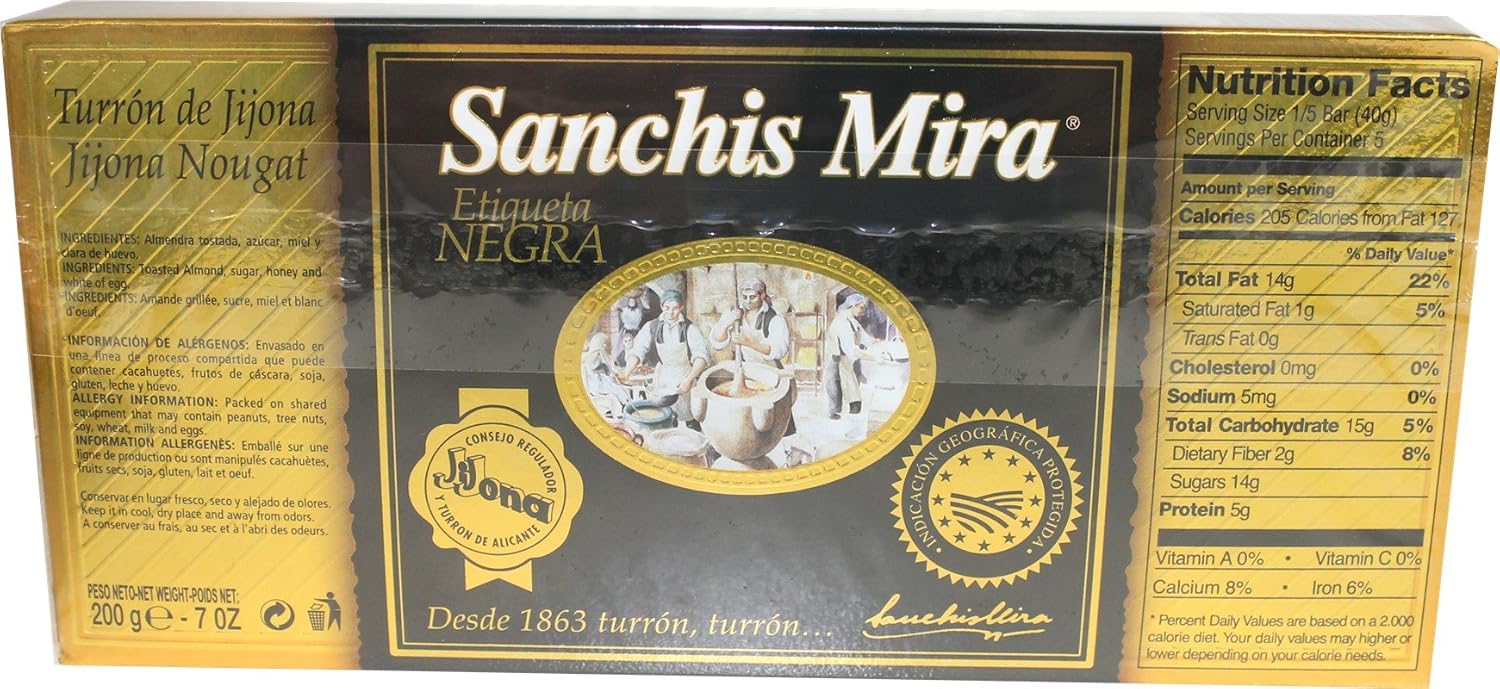 Turrón de Jijona
Jijona Nougat
INGREDIENTES: Almendra tostada, azúcar, miel y
clara de huevo.
INGREDIENTS: Toasted Almond, sugar, honey and
white of egg.
INGREDIENTS: Amande grillée, sucre, miel et blanc
d'oeuf.
INFORMACIÓN DE ALÉRGENOS: Envasado en
una línea de proceso compartida que puede
contener cacahuetes, frutos de cáscara, soja,
gluten, leche y huevo.
ALLERGY INFORMATION: Packed on shared
equipment that may contain peanuts, tree nuts,
soy, wheat, milk and eggs.
INFORMATION ALLERGENÈS: Emballé sur une
ligne de production ou sont manipulés cacahuètes,
fruits secs, soja, gluten, lait et oeuf.
Conservar en lugar fresco, seco y alejado de olores.
Keep it in cool, dry place and away from odors.
A conserver au frais, au sec et à l'abri des odeurs.
PESO NETO-NET WEIGHT-POIDS NET:
200 g℮ - 7 OZ
Sanchis Mira®
Etiqueta
NEGRA
CONSEJO REGULADOR
Jijona
Y TURRÓN DE ALICANTE
INDICACIÓN GEOGRÁFICA PROTEGIDA
Desde 1863 turrón, turrón...
Sanchis Mira
Nutrition Facts
Serving Size 1/5 Bar (40g)
Servings Per Container 5
Amount per Serving
Calories 205 Calories from Fat 127
% Daily Value*
Total Fat 14g 22%
Saturated Fat 1g 5%
Trans Fat 0g
Cholesterol 0mg 0%
Sodium 5mg 0%
Total Carbohydrate 15g 5%
Dietary Fiber 2g 8%
Sugars 14g
Protein 5g
Vitamin A 0% • Vitamin C 0%
Calcium 8% • Iron 6%
* Percent Daily Values are based on a 2.000
calorie diet. Your daily values may higher or
lower depending on your calorie needs.